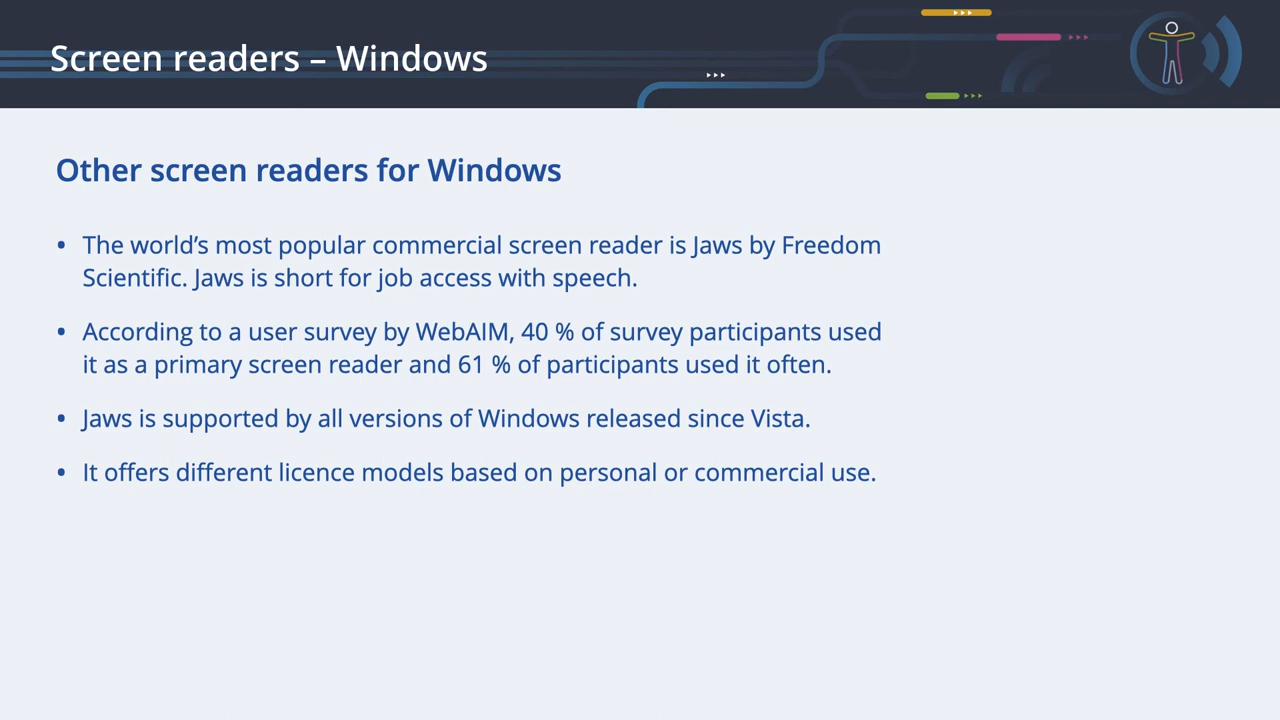 Screen readers – Windows
Other screen readers for Windows
• The world’s most popular commercial screen reader is Jaws by Freedom
Scientific. Jaws is short for job access with speech.
• According to a user survey by WebAIM, 40 % of survey participants used
it as a primary screen reader and 61 % of participants used it often.
• Jaws is supported by all versions of Windows released since Vista.
• It offers different licence models based on personal or commercial use.